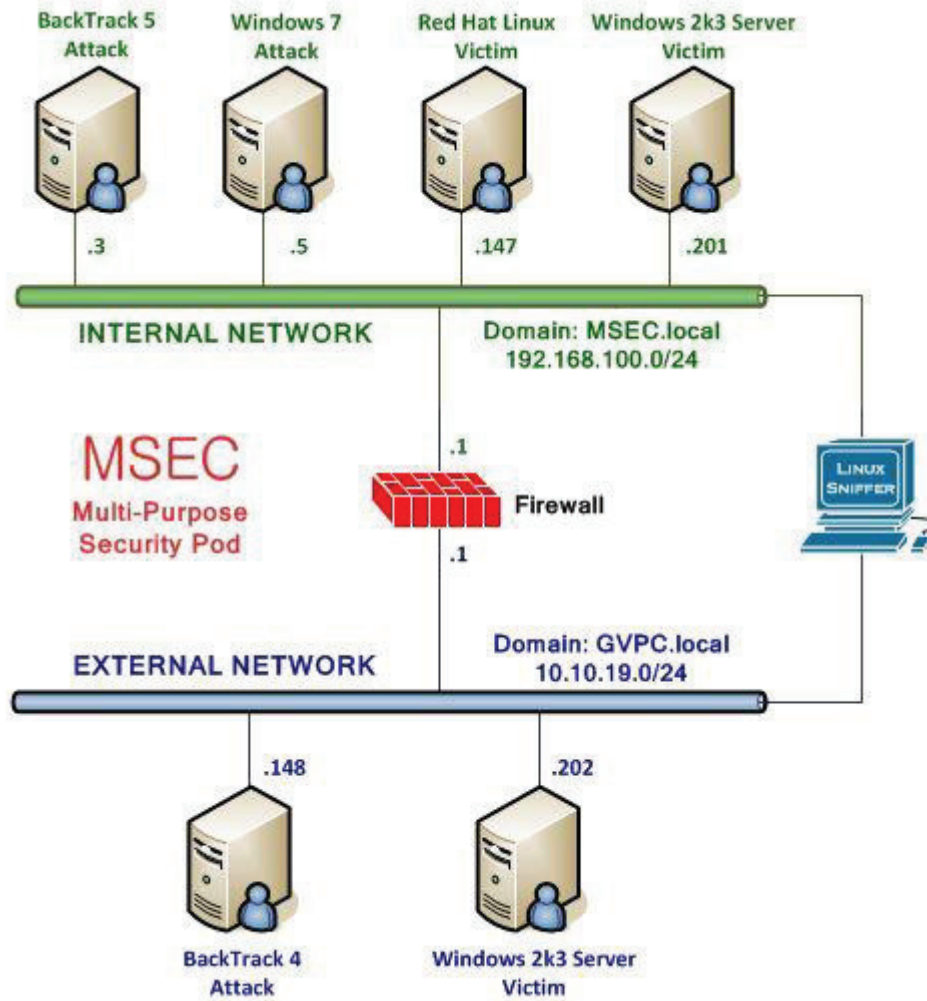 BackTrack 5
Attack
Windows 7
Attack
Red Hat Linux
Victim
Windows 2k3 Server
Victim
.3
.5
.147
.201
INTERNAL NETWORK
Domain: MSEC.local
192.168.100.0/24
MSEC
Multi-Purpose
Security Pod
.1
Firewall
.1
LINUX
SNIFFER
EXTERNAL NETWORK
Domain: GVPC.local
10.10.19.0/24
.148
.202
BackTrack 4
Attack
Windows 2k3 Server
Victim